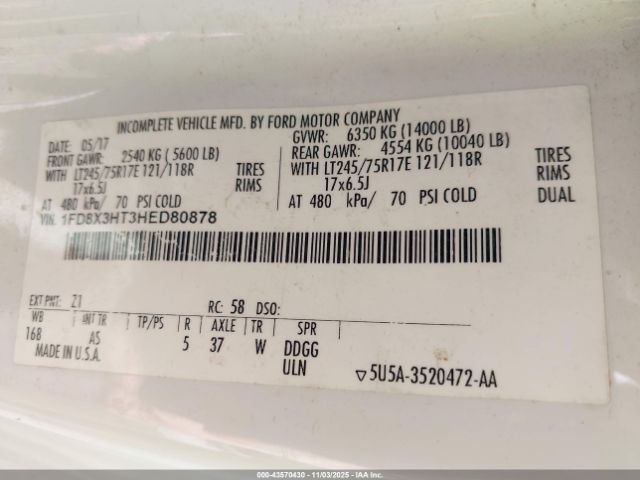 INCOMPLETE VEHICLE MFD. BY FORD MOTOR COMPANY
DATE: 05/17 GVWR: 6350 KG (14000 LB)
FRONT GAWR: 2540 KG ( 5600 LB) REAR GAWR: 4554 KG (10040 LB)
WITH LT245/75R17E 121/118R TIRES WITH LT245/75R17E 121/118R TIRES
17x6.5J RIMS 17x6.5J RIMS
AT 480 kPa/ 70 PSI COLD AT 480 kPa/ 70 PSI COLD DUAL
VIN: 1FD8X3HT3HED80878
EXT PNT: Z1 RC: 58 DSO:
WB INT TR TP/PS R AXLE TR SPR
168 AS 5 37 W DDGG
MADE IN U.S.A. ULN
▽5U5A-3520472-AA
000-43570430 - 11/03/2025 - IAA Inc.